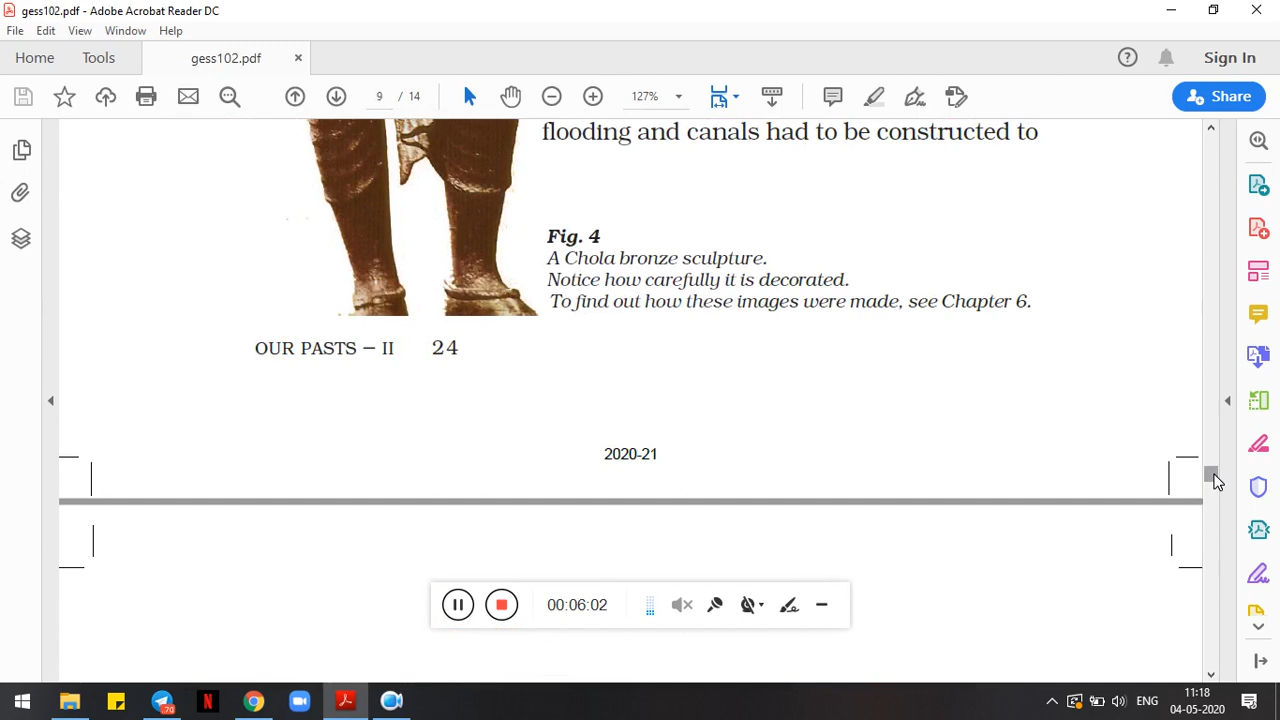 gess102.pdf - Adobe Acrobat Reader DC
File Edit View Window Help
Home Tools gess102.pdf × Sign In
9 / 14 127% Share
flooding and canals had to be constructed to
Fig. 4
A Chola bronze sculpture.
Notice how carefully it is decorated.
To find out how these images were made, see Chapter 6.
OUR PASTS – II 24
2020-21
00:06:02
70 N ENG 11:18
04-05-2020